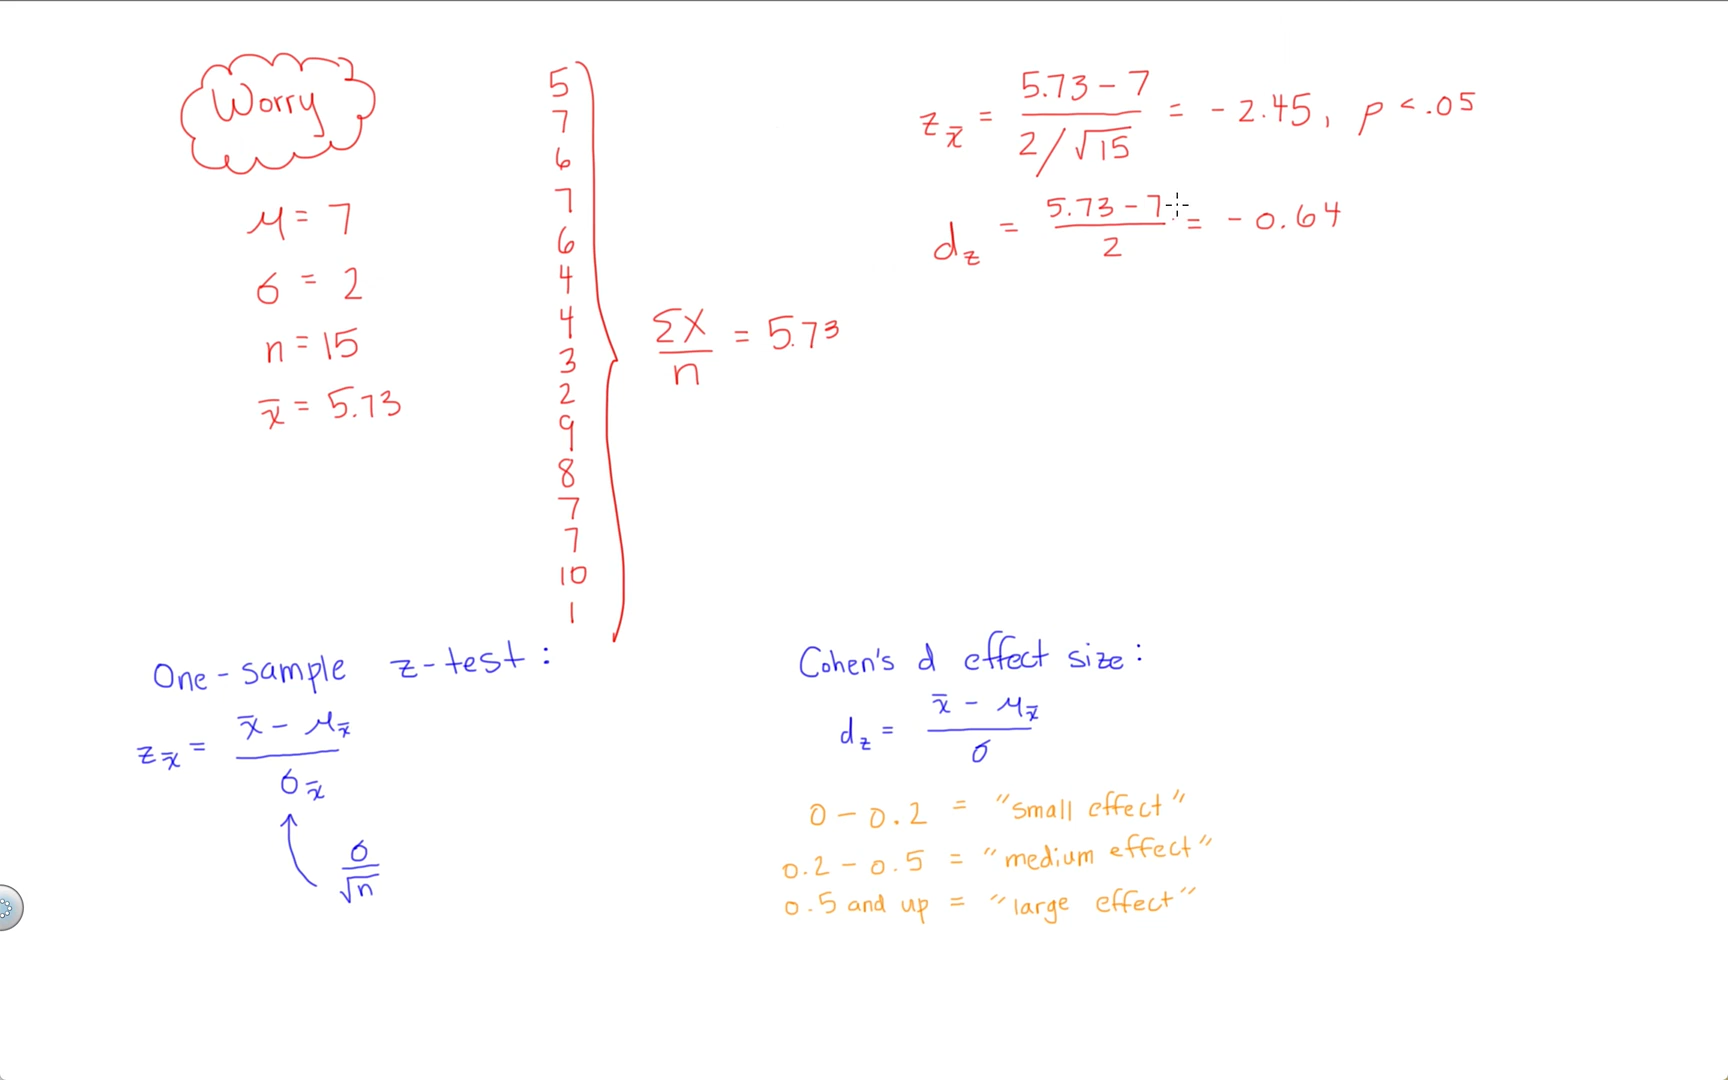 Worry
μ = 7
σ = 2
n = 15
x̄ = 5.73
5
7
6
7
6
4
4
3
2
9
8
7
7
10
1
ΣX / n = 5.73
z_x̄ = (5.73 - 7) / (2/√15) = -2.45, p < .05
d_z = (5.73 - 7) / 2 = -0.64
One-sample z-test:
z_x̄ = (x̄ - μ_x̄) / σ_x̄
σ / √n
Cohen's d effect size:
d_z = (x̄ - μ_x̄) / σ
0 - 0.2 = "small effect"
0.2 - 0.5 = "medium effect"
0.5 and up = "large effect"